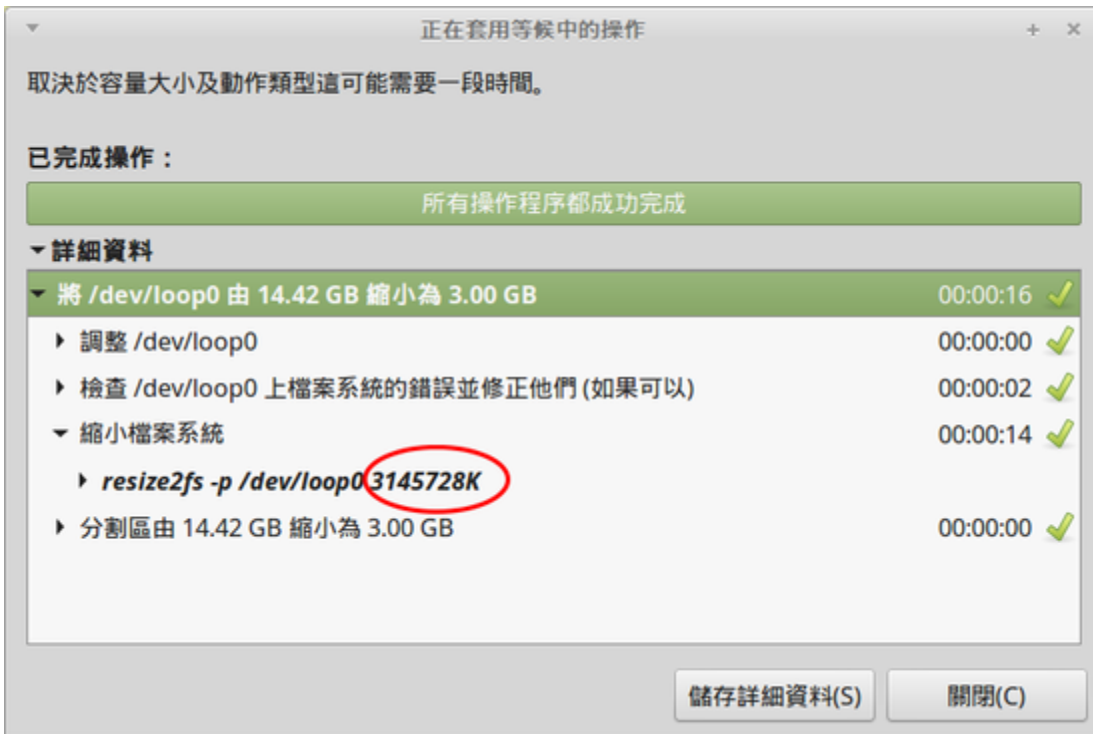 正在套用等候中的操作
取決於容量大小及動作類型這可能需要一段時間。
已完成操作：
所有操作程序都成功完成
詳細資料
將 /dev/loop0 由 14.42 GB 縮小為 3.00 GB 00:00:16
調整 /dev/loop0 00:00:00
檢查 /dev/loop0 上檔案系統的錯誤並修正他們 (如果可以) 00:00:02
縮小檔案系統 00:00:14
resize2fs -p /dev/loop0 3145728K
分割區由 14.42 GB 縮小為 3.00 GB 00:00:00
儲存詳細資料(S) 關閉(C)